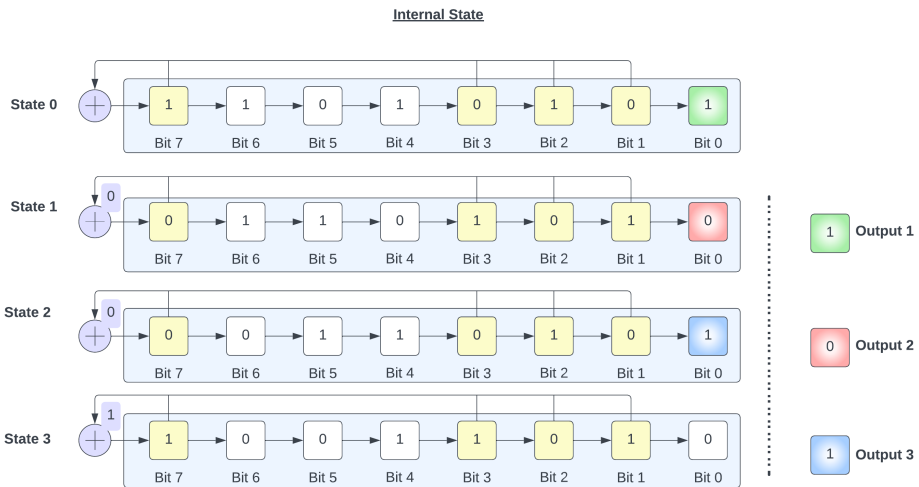 Internal State
State 0
1 1 0 1 0 1 0 1
Bit 7 Bit 6 Bit 5 Bit 4 Bit 3 Bit 2 Bit 1 Bit 0
State 1
0
0 1 1 0 1 0 1 0
Bit 7 Bit 6 Bit 5 Bit 4 Bit 3 Bit 2 Bit 1 Bit 0
1 Output 1
State 2
0
0 0 1 1 0 1 0 1
Bit 7 Bit 6 Bit 5 Bit 4 Bit 3 Bit 2 Bit 1 Bit 0
0 Output 2
State 3
1
1 0 0 1 1 0 1 0
Bit 7 Bit 6 Bit 5 Bit 4 Bit 3 Bit 2 Bit 1 Bit 0
1 Output 3